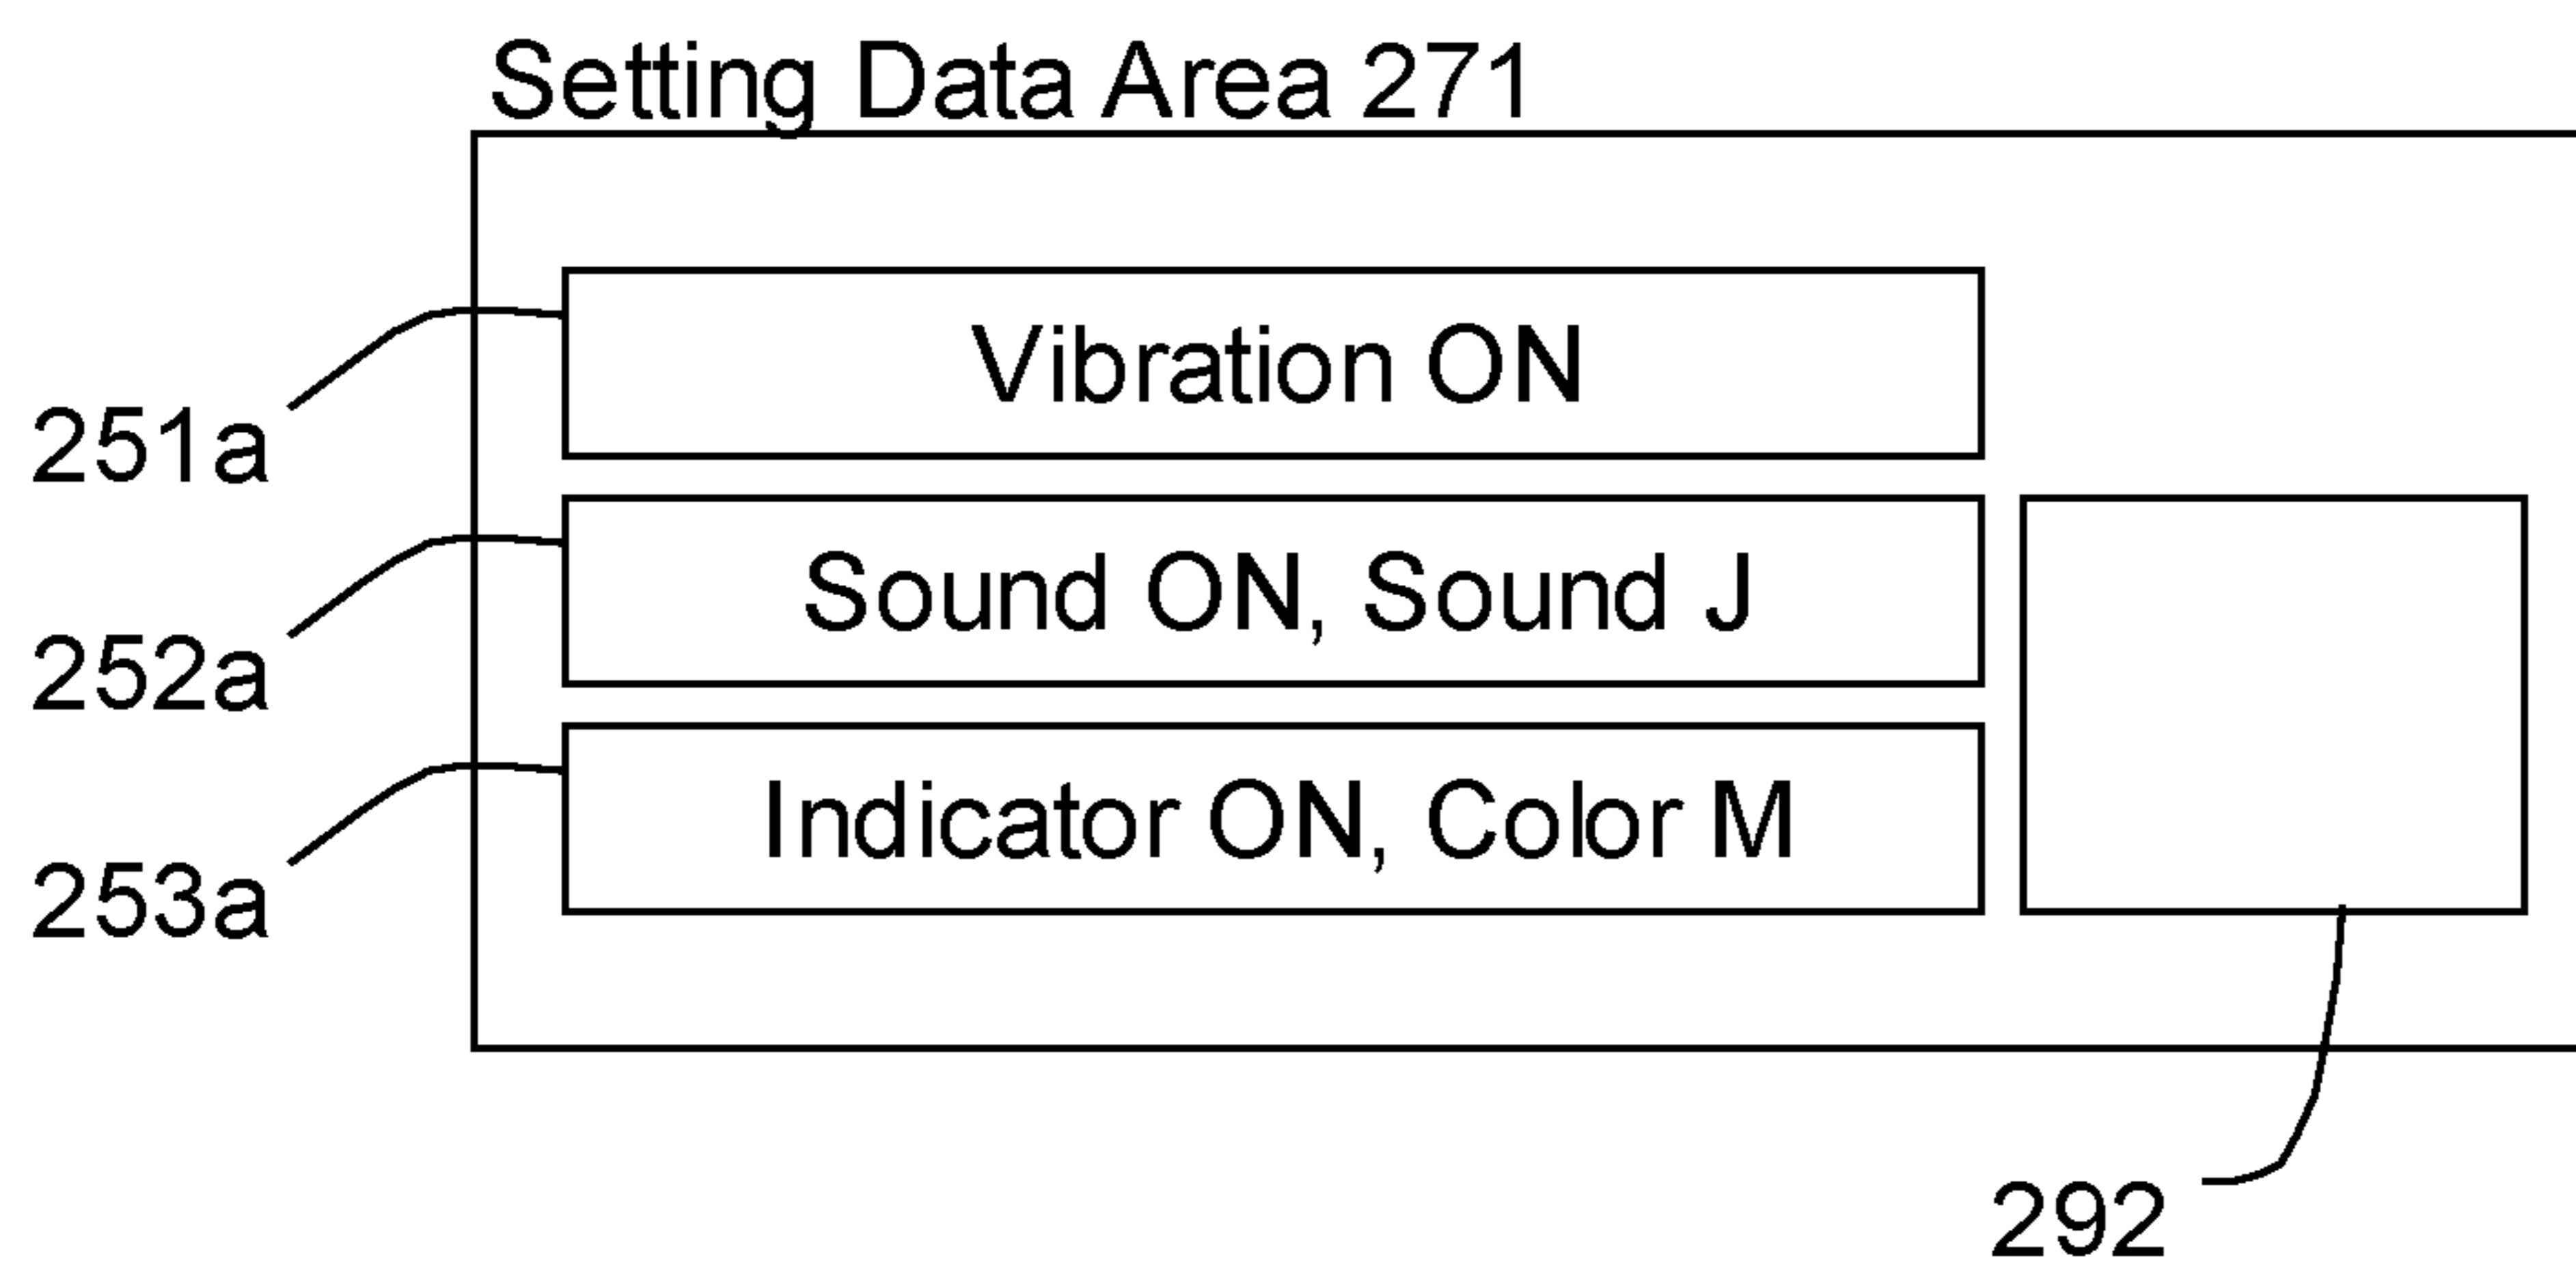 Setting Data Area 271
Vibration ON
251a
Sound ON, Sound J
252a
Indicator ON, Color M
253a
292